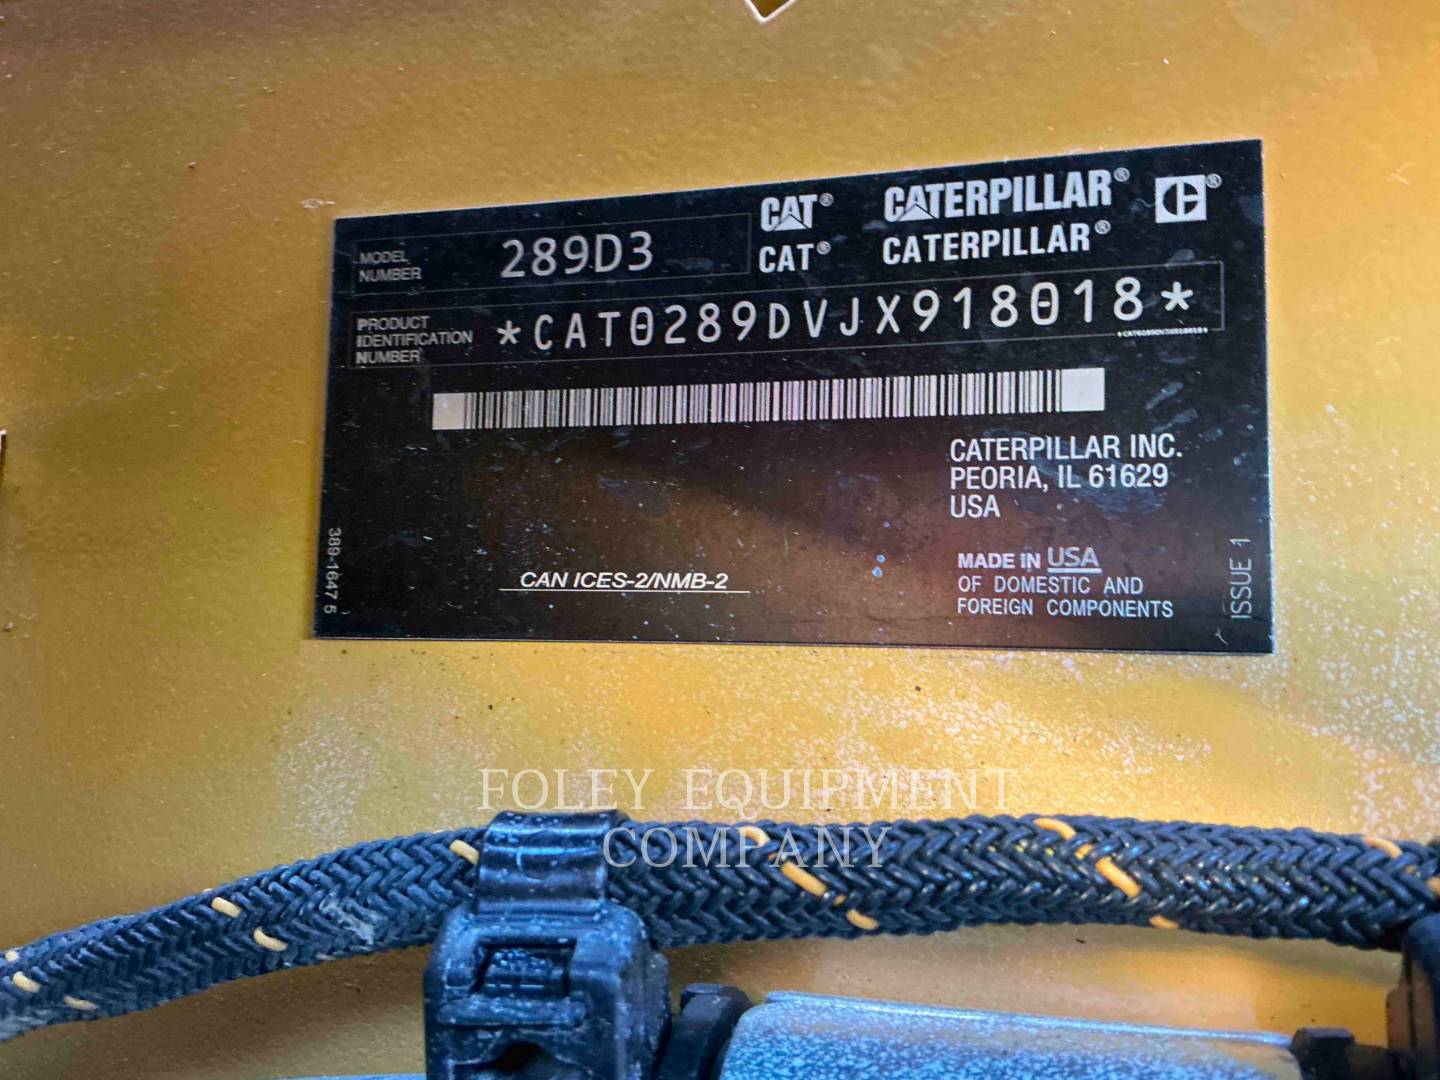 CAT® CATERPILLAR®
CAT® CATERPILLAR®
MODEL
NUMBER
289D3
PRODUCT
IDENTIFICATION
NUMBER
*CAT0289DVJX918018*
*CAT0289DVJX918018*
CATERPILLAR INC.
PEORIA, IL 61629
USA
MADE IN USA
OF DOMESTIC AND
FOREIGN COMPONENTS
CAN ICES-2/NMB-2
389-1647 5
ISSUE 1
FOLEY EQUIPMENT
COMPANY